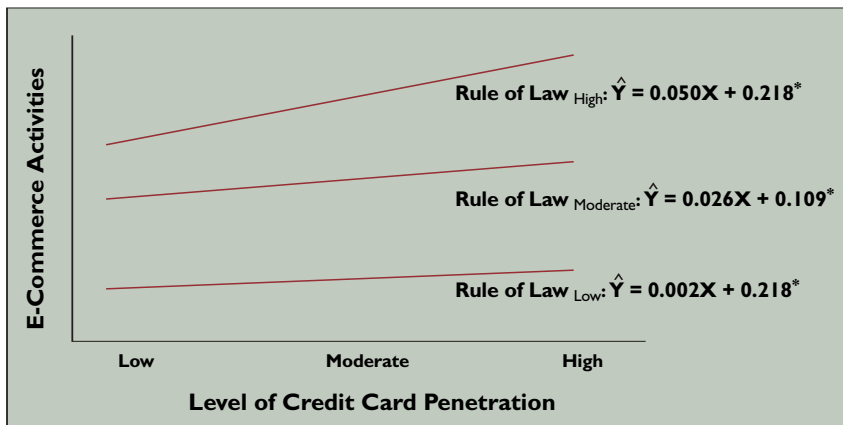 E-Commerce Activities
Rule of Law High: Ŷ = 0.050X + 0.218*
Rule of Law Moderate: Ŷ = 0.026X + 0.109*
Rule of Law Low: Ŷ = 0.002X + 0.218*
Low Moderate High
Level of Credit Card Penetration